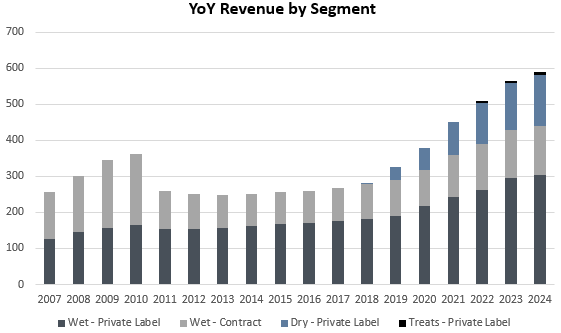 YoY Revenue by Segment
700
600
500
400
300
200
100
0
2007 2008 2009 2010 2011 2012 2013 2014 2015 2016 2017 2018 2019 2020 2021 2022 2023 2024
Wet - Private Label Wet - Contract Dry - Private Label Treats - Private Label